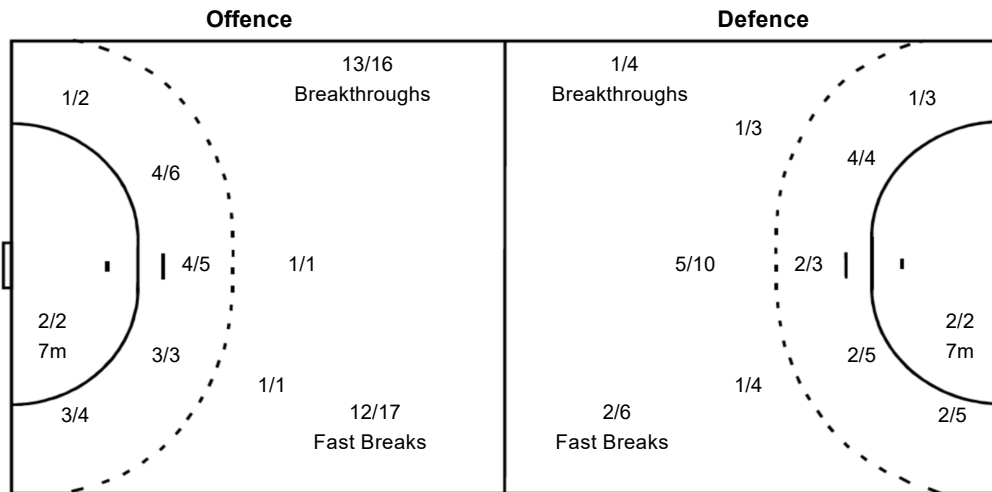 Offence
Defence
13/16
Breakthroughs
1/4
Breakthroughs
1/2
1/3
1/3
4/6
4/4
4/5
1/1
5/10
2/3
2/2
7m
2/2
7m
3/3
2/5
1/1
1/4
3/4
12/17
Fast Breaks
2/6
Fast Breaks
2/5